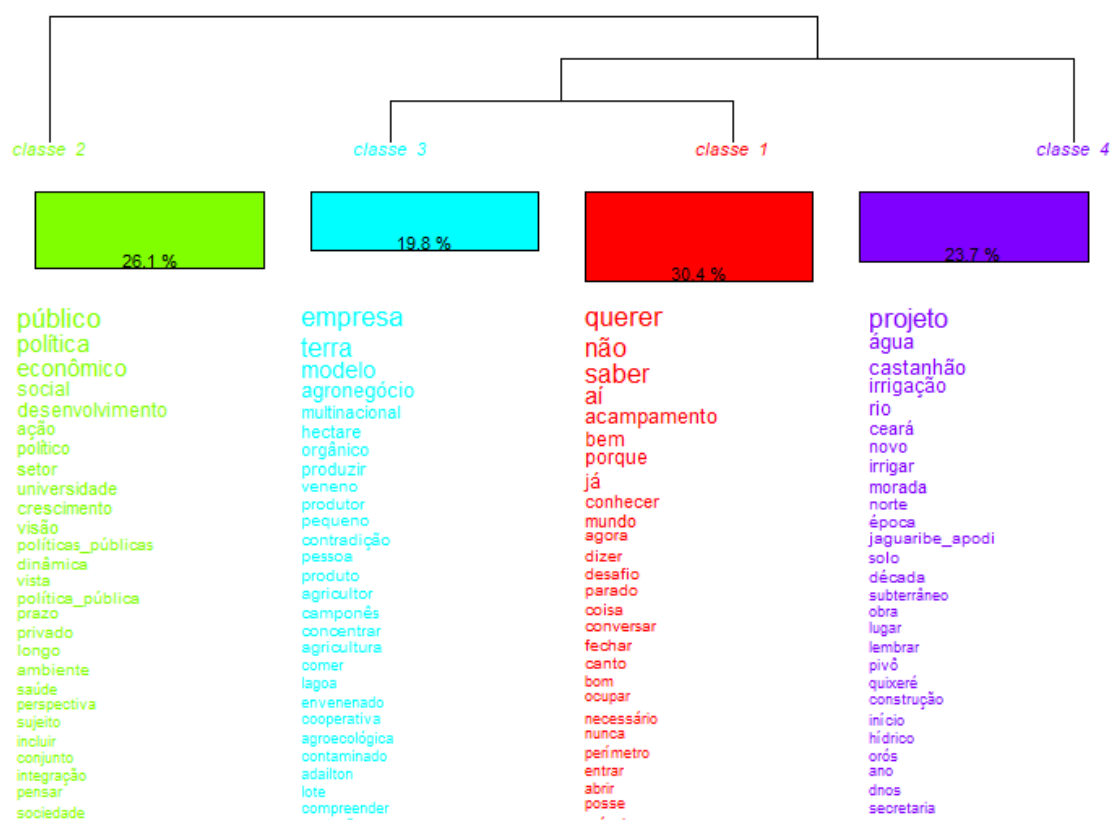 classe 2
classe 3
classe 1
classe 4
26.1 %
19.8 %
30.4 %
23.7 %
público
política
econômico
social
desenvolvimento
ação
político
setor
universidade
crescimento
visão
políticas_públicas
dinâmica
vista
política_pública
prazo
privado
longo
ambiente
saúde
perspectiva
sujeito
incluir
conjunto
integração
pensar
sociedade
empresa
terra
modelo
agronegócio
multinacional
hectare
orgânico
produzir
veneno
produtor
pequeno
contradição
pessoa
produto
agricultor
camponês
concentrar
agricultura
comer
lagoa
envenenado
cooperativa
agroecológica
contaminado
adailton
lote
compreender
querer
não
saber
aí
acampamento
bem
porque
já
conhecer
mundo
agora
dizer
desafio
parado
coisa
conversar
fechar
canto
bom
ocupar
necessário
nunca
perímetro
entrar
abrir
posse
projeto
água
castanhão
irrigação
rio
ceará
novo
irrigar
morada
norte
época
jaguaribe_apodi
solo
década
subterrâneo
obra
lugar
lembrar
pivô
quixeré
construção
início
hídrico
orós
ano
dnos
secretaria